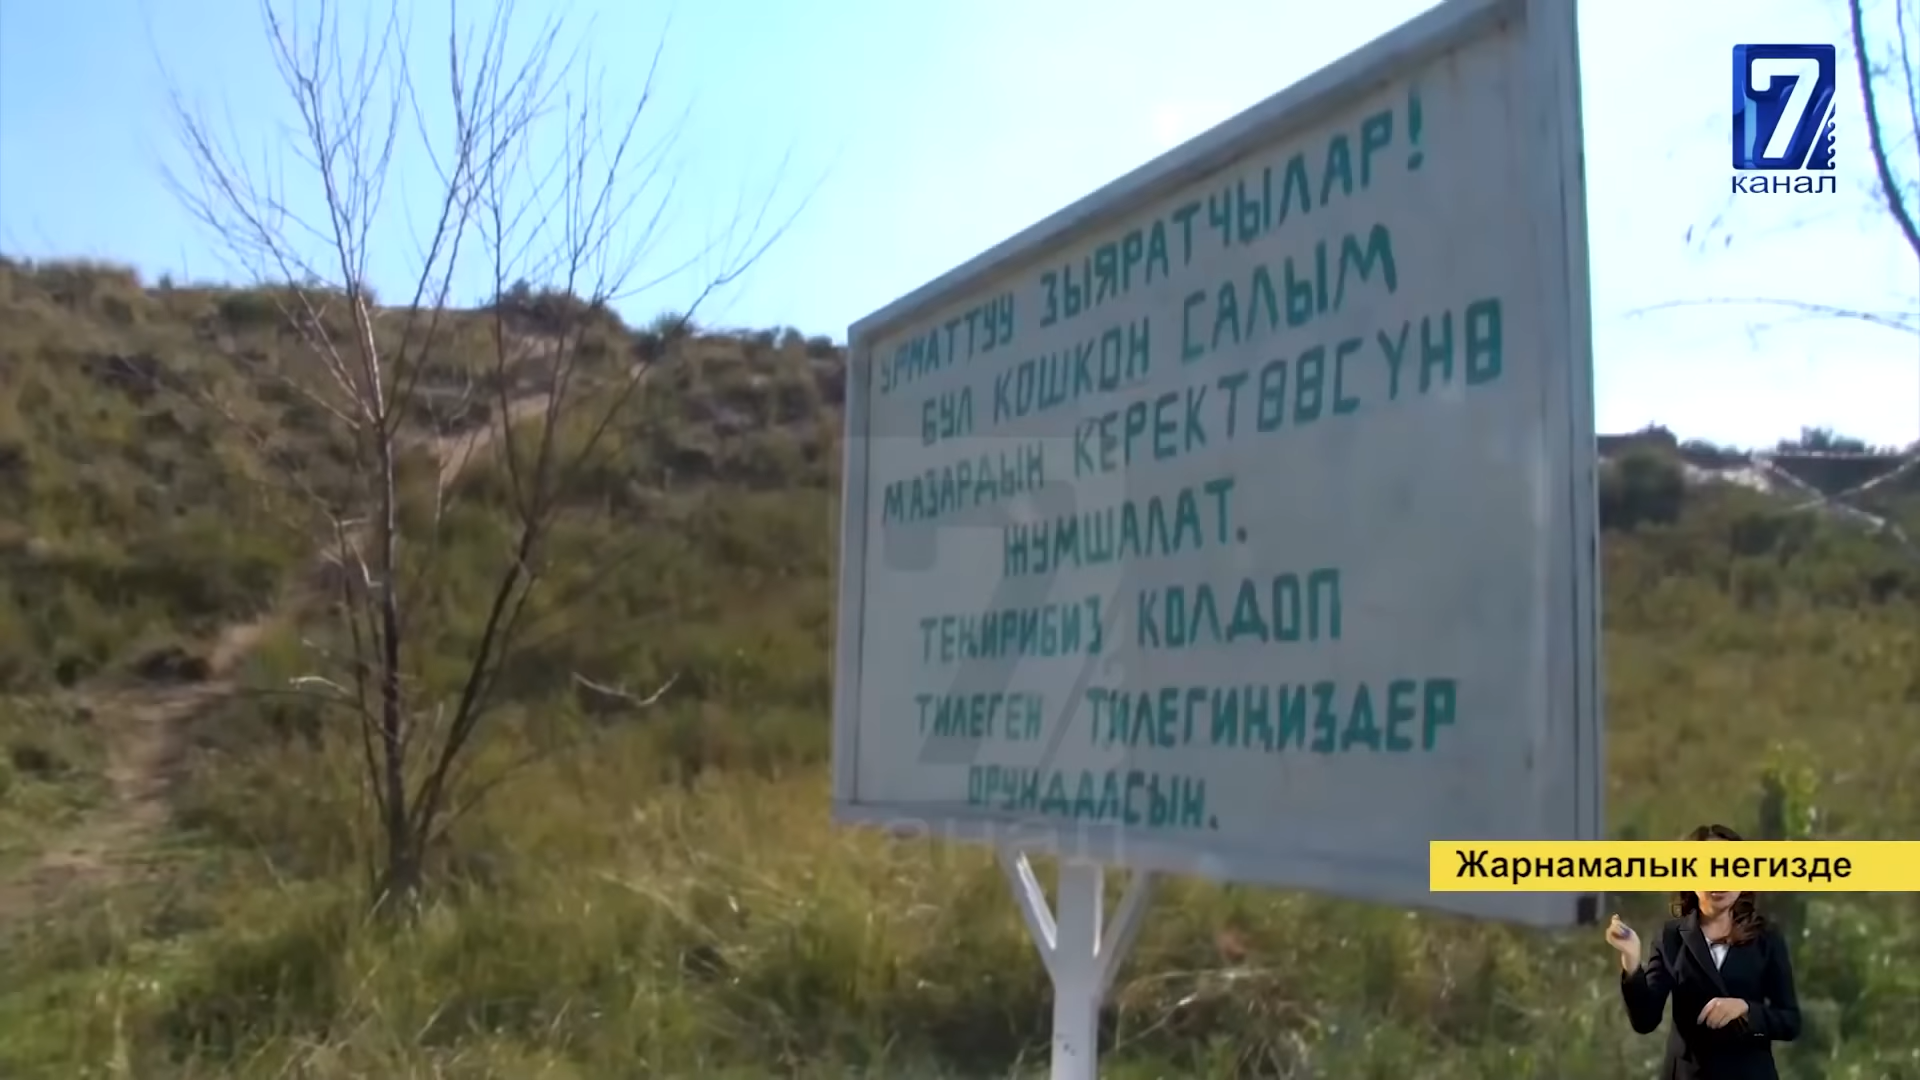 УРМАТТУУ ЗЫЯРАТЧЫЛАР!
БУЛ КОШКОН САЛЫМ
МАЗАРДЫН КЕРЕКТӨӨСҮНӨ
ЖУМШАЛАТ.
ТЕҢИРИБИЗ КОЛДОП
ТИЛЕГЕН ТИЛЕГИҢИЗДЕР
ОРУНДАЛСЫН.
7
канал
Жарнамалык негизде